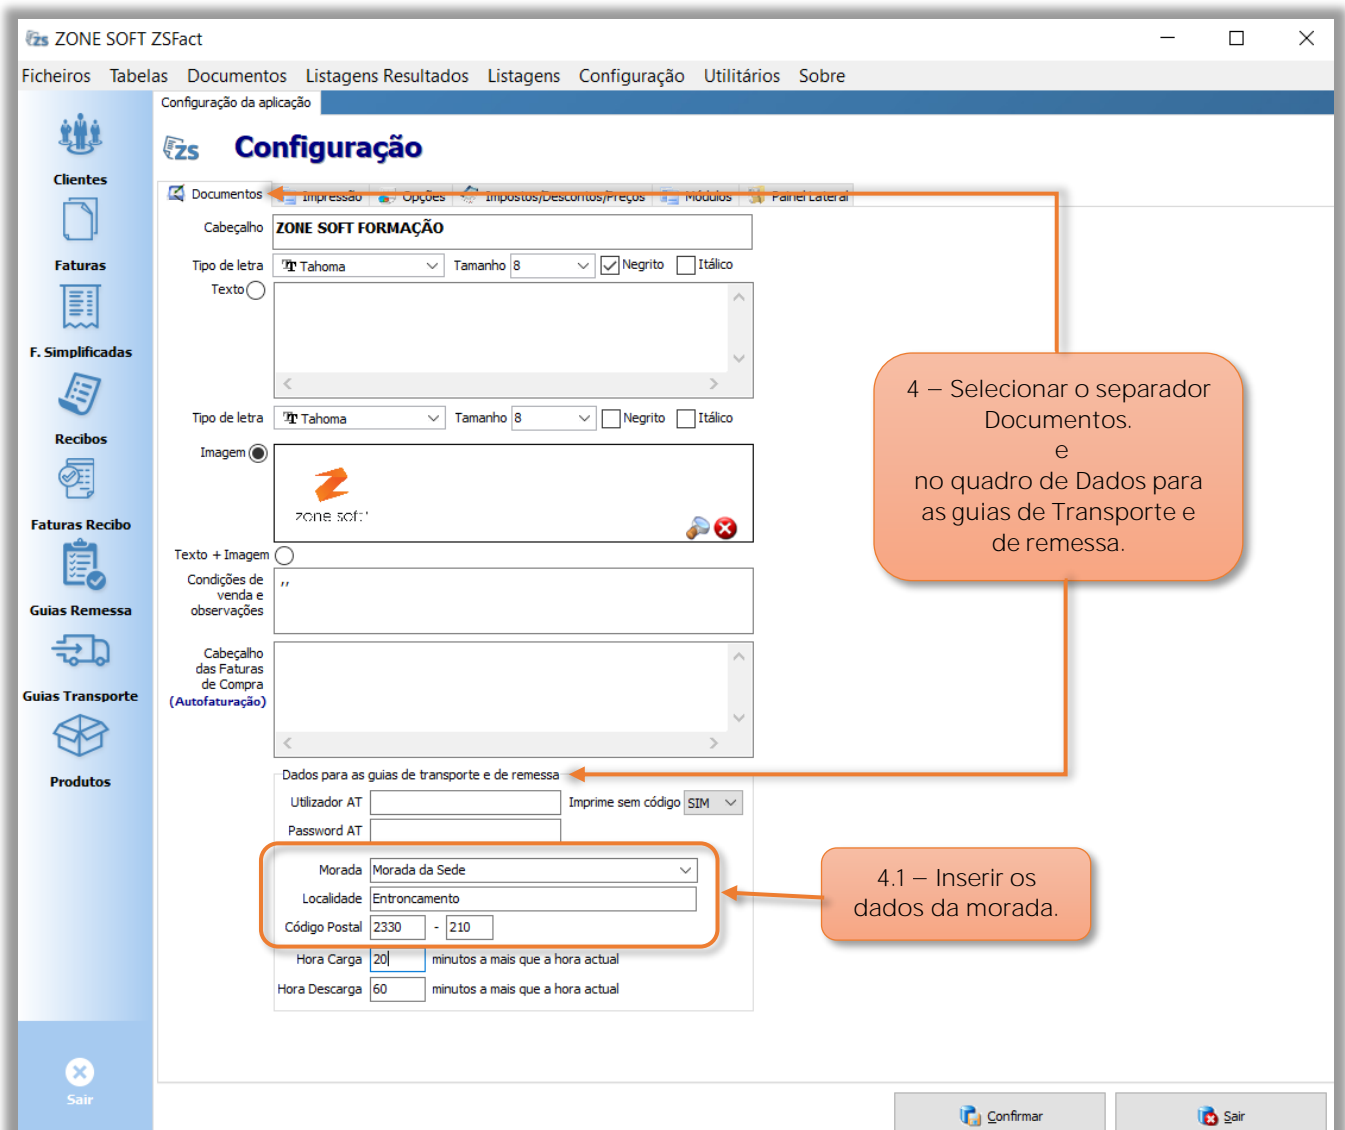 ZS ZONE SOFT ZSFact
Ficheiros Tabelas Documentos Listagens Resultados Listagens Configuração Utilitários Sobre
Configuração da aplicação
ZS Configuração
Documentos Impressão Opções Impostos/Descontos/Preços Módulos Painel Lateral
Clientes
Faturas
F. Simplificadas
Recibos
Faturas Recibo
Guias Remessa
Guias Transporte
Produtos
Sair
Cabeçalho ZONE SOFT FORMAÇÃO
Tipo de letra Tahoma Tamanho 8 Negrito Itálico
Texto
Tipo de letra Tahoma Tamanho 8 Negrito Itálico
Imagem
zone soft
Texto + Imagem
Condições de
venda e
observações
,,
Cabeçalho
das Faturas
de Compra
(Autofaturação)
Dados para as guias de transporte e de remessa
Utilizador AT Imprime sem código SIM
Password AT
Morada Morada da Sede
Localidade Entroncamento
Código Postal 2330 - 210
Hora Carga 20 minutos a mais que a hora actual
Hora Descarga 60 minutos a mais que a hora actual
4 – Selecionar o separador
Documentos.
e
no quadro de Dados para
as guias de Transporte e
de remessa.
4.1 – Inserir os
dados da morada.
Confirmar Sair